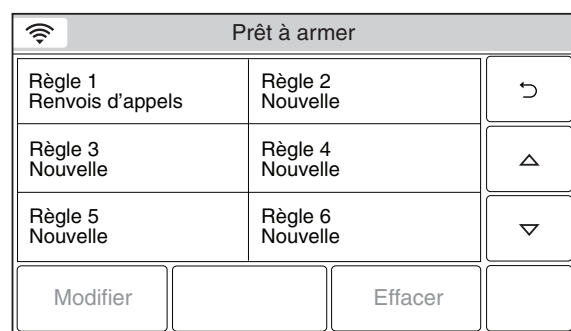 Prêt à armer
Règle 1
Renvois d'appels
Règle 2
Nouvelle
Règle 3
Nouvelle
Règle 4
Nouvelle
Règle 5
Nouvelle
Règle 6
Nouvelle
Modifier
Effacer